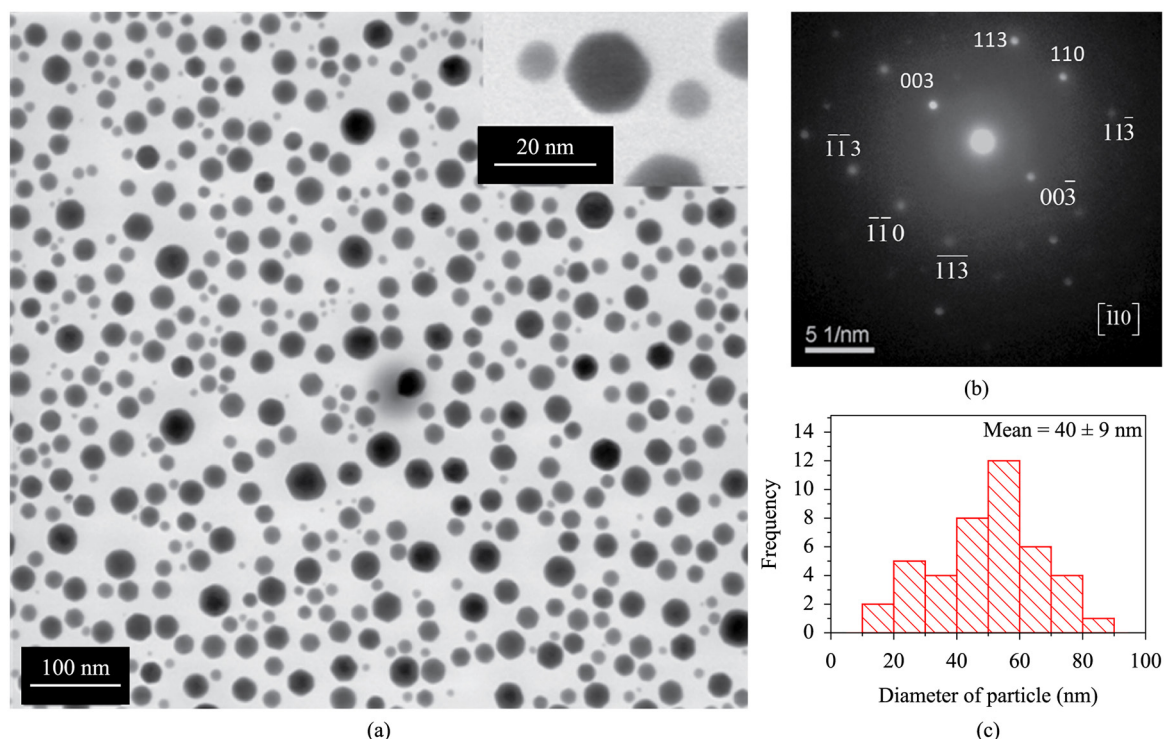 20 nm
100 nm
(a)
113
110
003
113̅
1̅1̅3
003̅
1̅1̅0
1̅1̅3̅
[1̅10]
5 1/nm
(b)
Mean = 40 ± 9 nm
14
12
10
8
6
4
2
0
Frequency
0 20 40 60 80 100
Diameter of particle (nm)
(c)